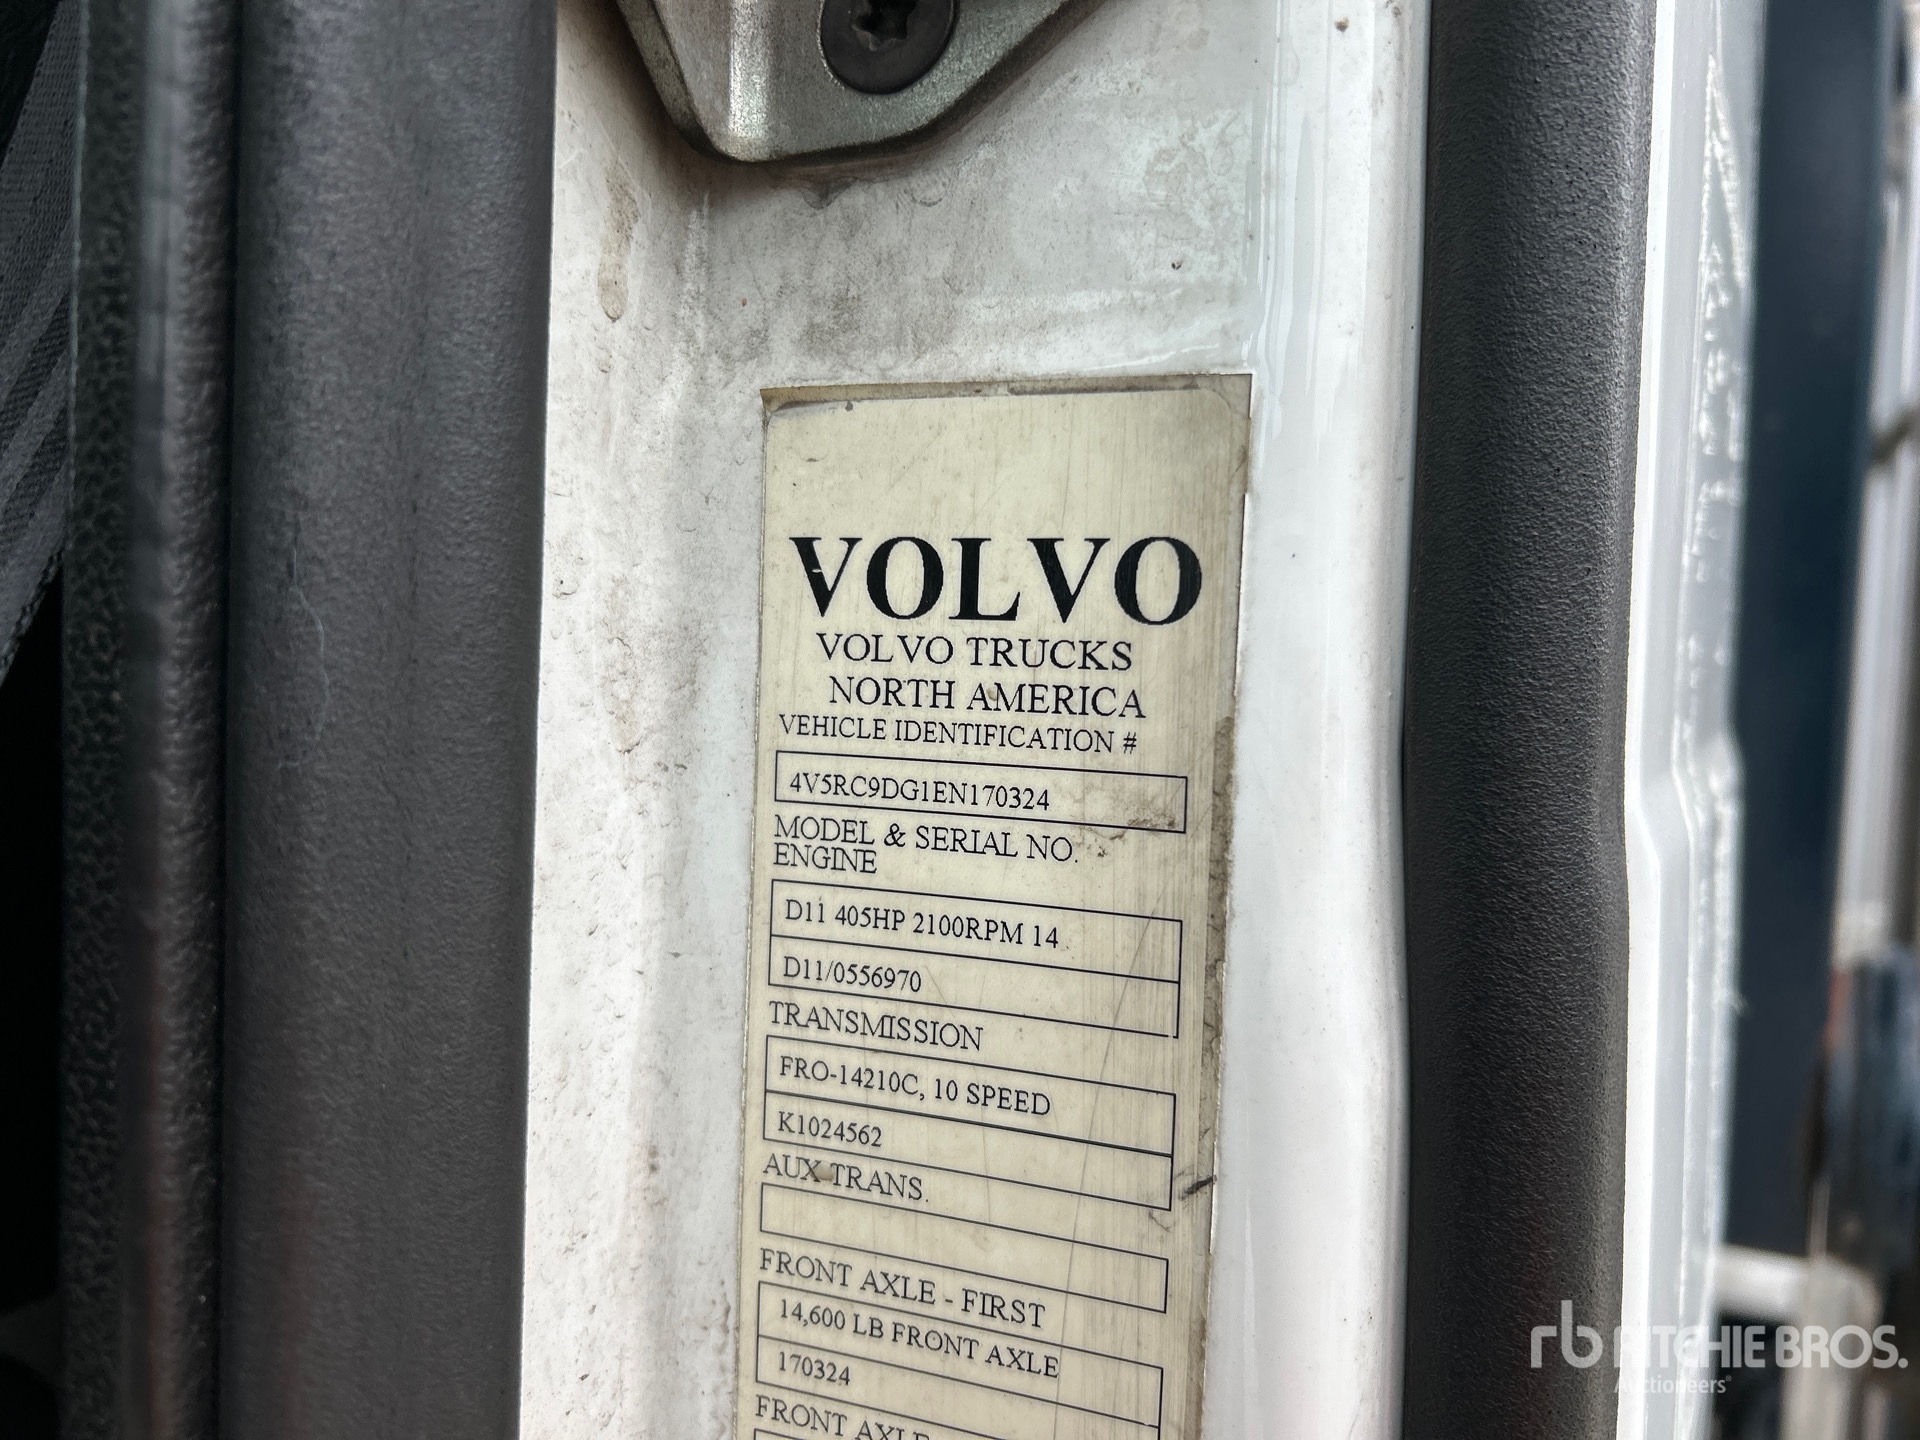 VOLVO
VOLVO TRUCKS
NORTH AMERICA
VEHICLE IDENTIFICATION #
4V5RC9DG1EN170324
MODEL & SERIAL NO.
ENGINE
D11 405HP 2100RPM 14
D11/0556970
TRANSMISSION
FRO-14210C, 10 SPEED
K1024562
AUX TRANS.
FRONT AXLE - FIRST
14,600 LB FRONT AXLE
170324
FRONT AXLE
rb RITCHIE BROS.
Auctioneers®